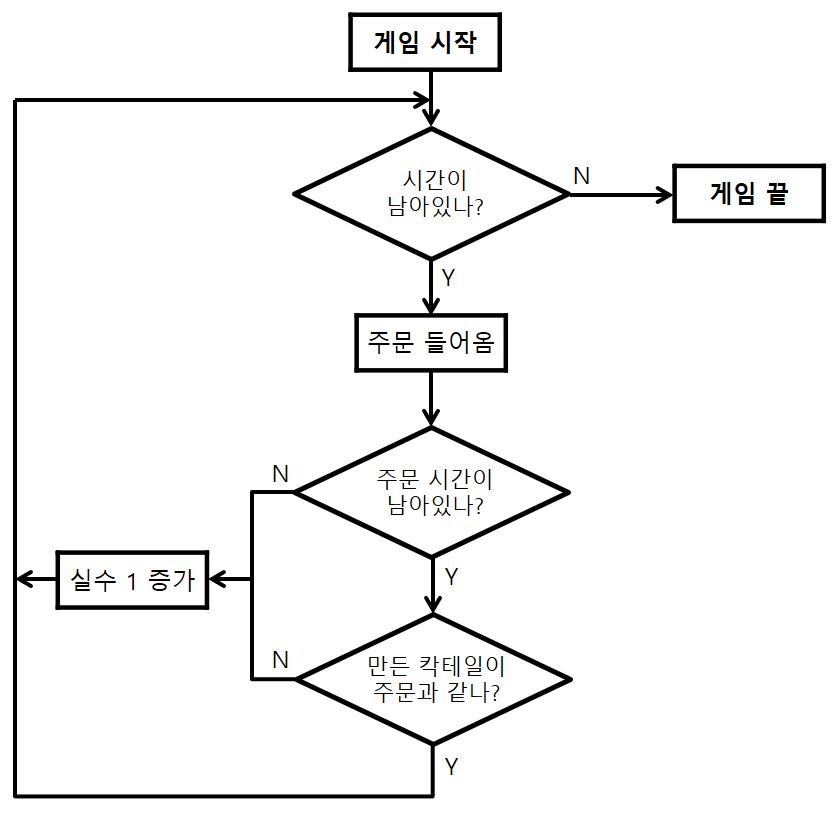 게임 시작
시간이
남아있나?
N
게임 끝
Y
주문 들어옴
N
주문 시간이
남아있나?
실수 1 증가
Y
N
만든 칵테일이
주문과 같나?
Y